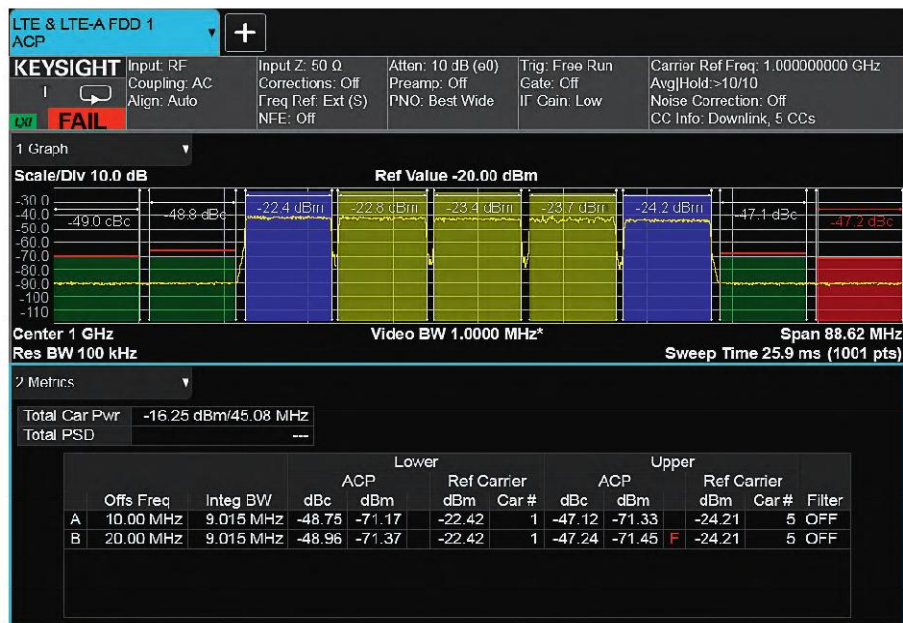 LTE & LTE-A FDD 1
ACP
KEYSIGHT
LXI
FAIL
Input: RF
Coupling: AC
Align: Auto
Input Z: 50 Ω
Corrections: Off
Freq Ref: Ext (S)
NFE: Off
Atten: 10 dB (e0)
Preamp: Off
PNO: Best Wide
Trig: Free Run
Gate: Off
IF Gain: Low
Carrier Ref Freq: 1.000000000 GHz
Avg|Hold:>10/10
Noise Correction: Off
CC Info: Downlink, 5 CCs
1 Graph
Scale/Div 10.0 dB Ref Value -20.00 dBm
-30.0
-40.0
-50.0
-60.0
-70.0
-80.0
-90.0
-100
-110
-49.0 dBc -48.8 dBc -22.4 dBm -22.8 dBm -23.4 dBm -23.7 dBm -24.2 dBm -47.1 dBc -47.2 dBc
Center 1 GHz Video BW 1.0000 MHz* Span 88.62 MHz
Res BW 100 kHz Sweep Time 25.9 ms (1001 pts)
2 Metrics
Total Car Pwr -16.25 dBm/45.08 MHz
Total PSD ---
Lower Upper
ACP Ref Carrier ACP Ref Carrier
Offs Freq Integ BW dBc dBm dBm Car # dBc dBm dBm Car # Filter
A 10.00 MHz 9.015 MHz -48.75 -71.17 -22.42 1 -47.12 -71.33 -24.21 5 OFF
B 20.00 MHz 9.015 MHz -48.96 -71.37 -22.42 1 -47.24 -71.45 F -24.21 5 OFF